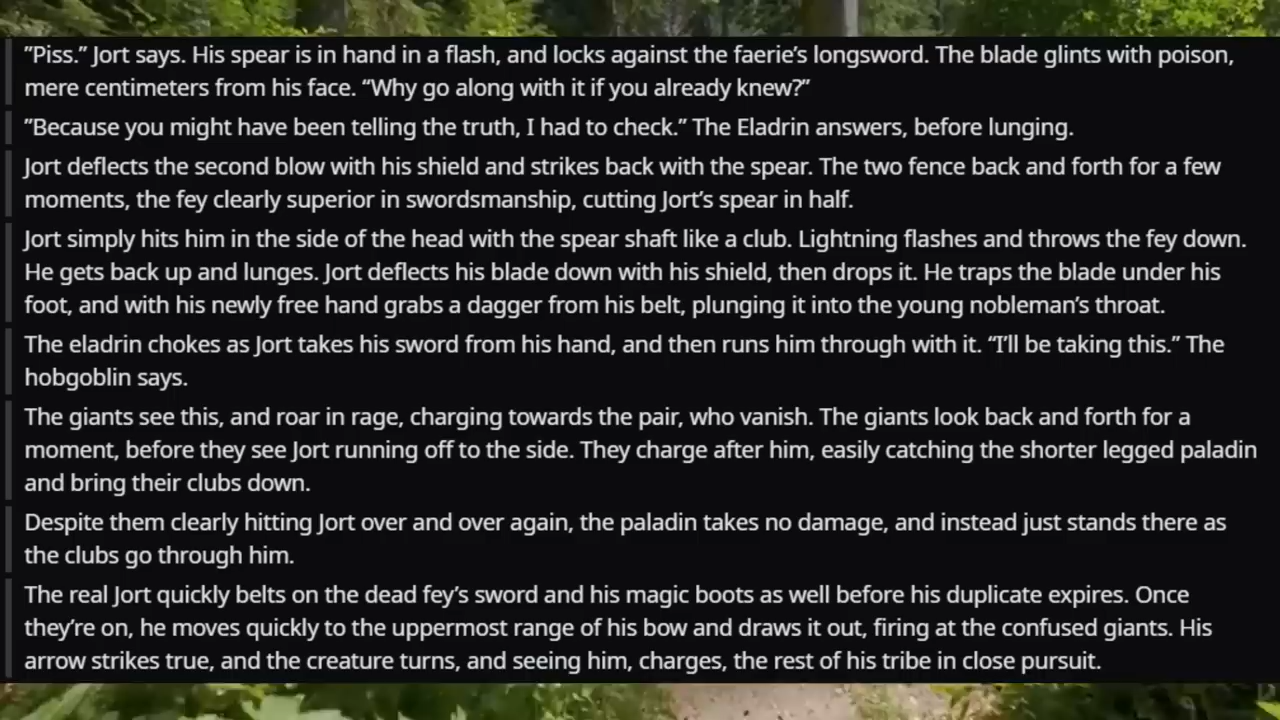 ”Piss.” Jort says. His spear is in hand in a flash, and locks against the faerie’s longsword. The blade glints with poison,
mere centimeters from his face. “Why go along with it if you already knew?”
”Because you might have been telling the truth, I had to check.” The Eladrin answers, before lunging.
Jort deflects the second blow with his shield and strikes back with the spear. The two fence back and forth for a few
moments, the fey clearly superior in swordsmanship, cutting Jort’s spear in half.
Jort simply hits him in the side of the head with the spear shaft like a club. Lightning flashes and throws the fey down.
He gets back up and lunges. Jort deflects his blade down with his shield, then drops it. He traps the blade under his
foot, and with his newly free hand grabs a dagger from his belt, plunging it into the young nobleman’s throat.
The eladrin chokes as Jort takes his sword from his hand, and then runs him through with it. “I’ll be taking this.” The
hobgoblin says.
The giants see this, and roar in rage, charging towards the pair, who vanish. The giants look back and forth for a
moment, before they see Jort running off to the side. They charge after him, easily catching the shorter legged paladin
and bring their clubs down.
Despite them clearly hitting Jort over and over again, the paladin takes no damage, and instead just stands there as
the clubs go through him.
The real Jort quickly belts on the dead fey’s sword and his magic boots as well before his duplicate expires. Once
they’re on, he moves quickly to the uppermost range of his bow and draws it out, firing at the confused giants. His
arrow strikes true, and the creature turns, and seeing him, charges, the rest of his tribe in close pursuit.